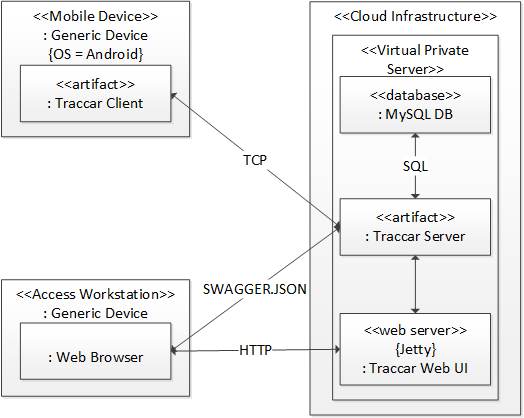 <<Mobile Device>>
: Generic Device
{OS = Android}
<<artifact>>
: Traccar Client
TCP
<<Cloud Infrastructure>>
<<Virtual Private
Server>>
<<database>>
: MySQL DB
SQL
<<artifact>>
: Traccar Server
SWAGGER.JSON
<<Access Workstation>>
: Generic Device
: Web Browser
HTTP
<<web server>>
{Jetty}
: Traccar Web UI